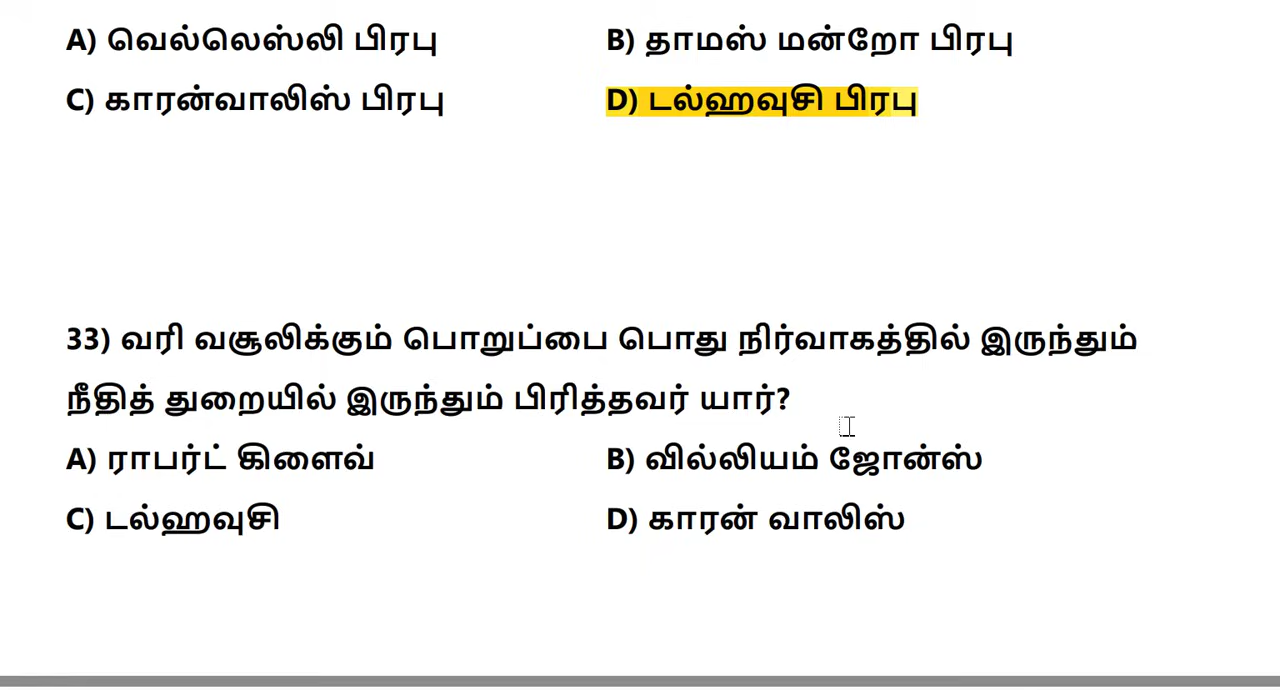 A) வெல்லெஸ்லி பிரபு B) தாமஸ் மன்றோ பிரபு
C) காரன்வாலிஸ் பிரபு D) டல்ஹவுசி பிரபு
33) வரி வசூலிக்கும் பொறுப்பை பொது நிர்வாகத்தில் இருந்தும்
நீதித் துறையில் இருந்தும் பிரித்தவர் யார்?
A) ராபர்ட் கிளைவ் B) வில்லியம் ஜோன்ஸ்
C) டல்ஹவுசி D) காரன் வாலிஸ்